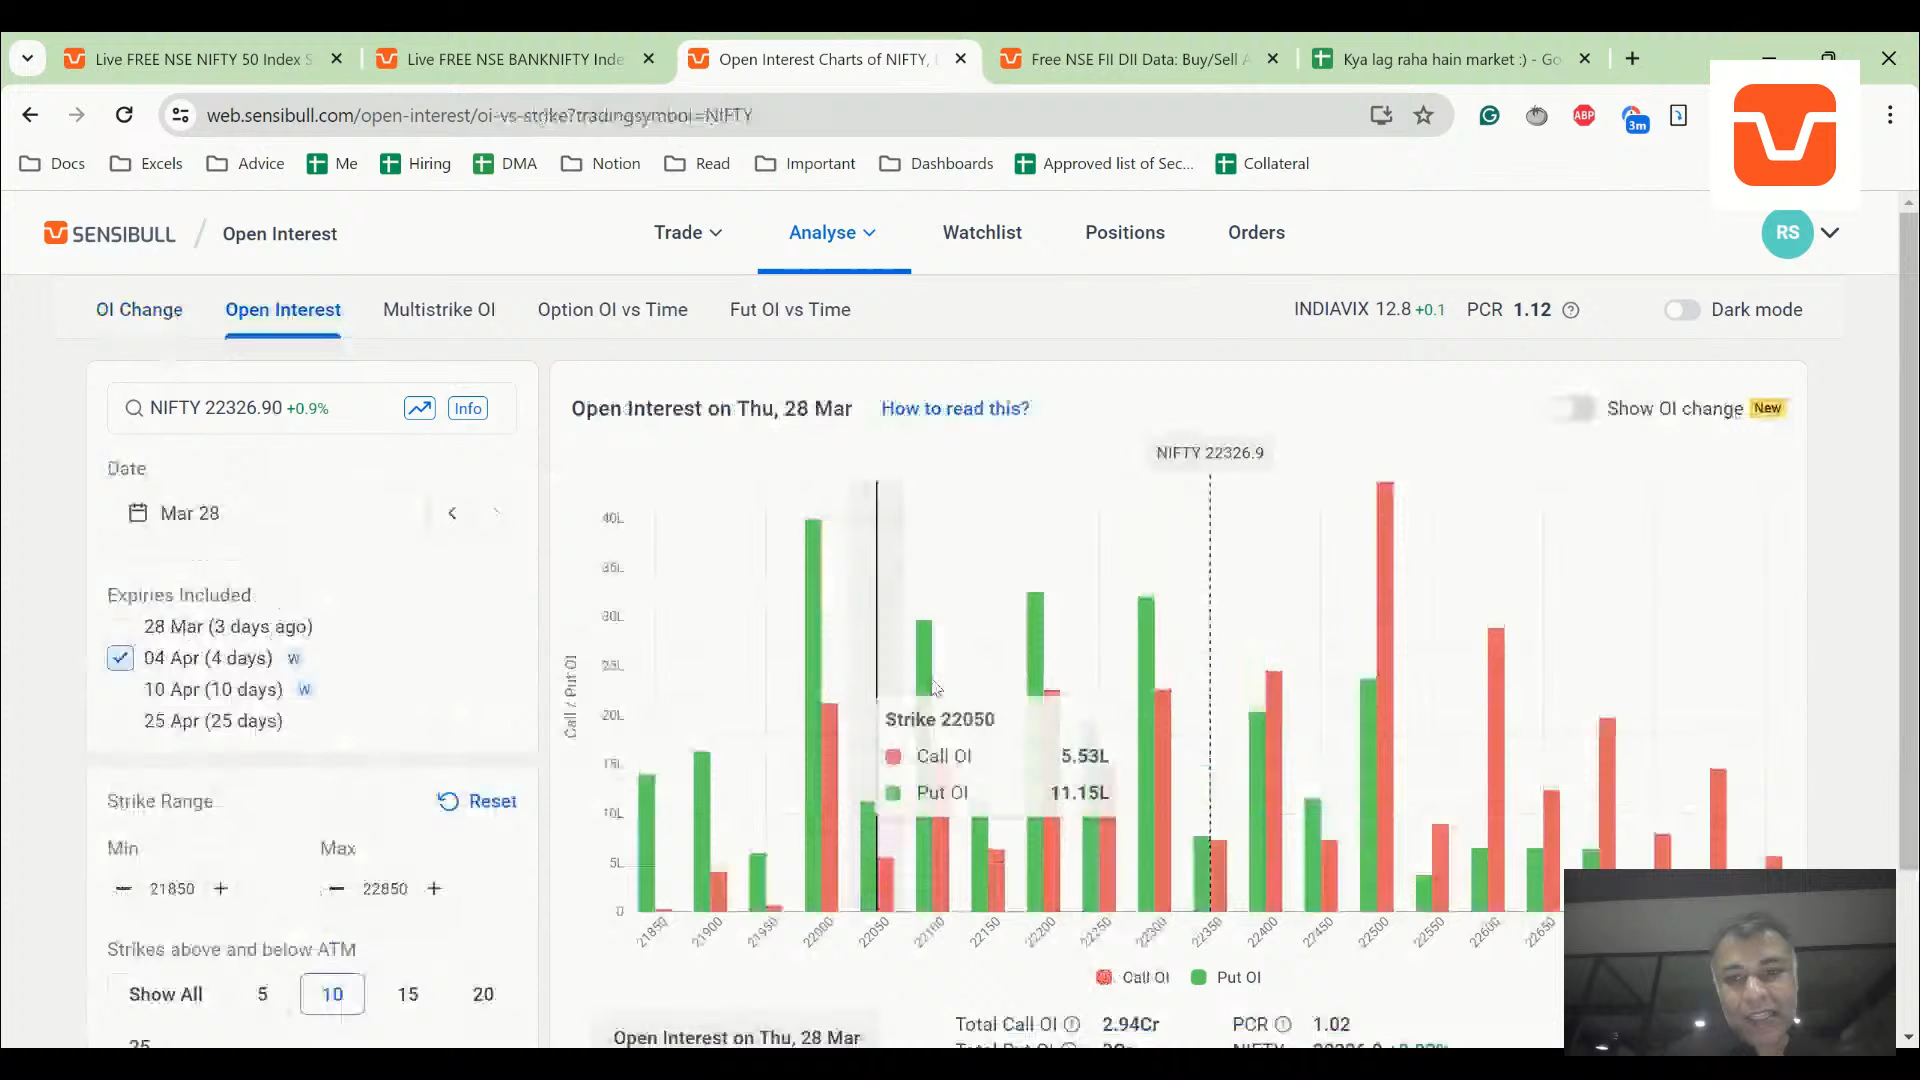 Live FREE NSE NIFTY 50 Index S
Live FREE NSE BANKNIFTY Inde
Open Interest Charts of NIFTY,
Free NSE FII DII Data: Buy/Sell A
Kya lag raha hain market :) - Go
web.sensibull.com/open-interest/oi-vs-strike?tradingsymbol=NIFTY
ABP
3m
Docs
Excels
Advice
Me
Hiring
DMA
Notion
Read
Important
Dashboards
Approved list of Sec...
Collateral
SENSIBULL / Open Interest
Trade
Analyse
Watchlist
Positions
Orders
RS
OI Change
Open Interest
Multistrike OI
Option OI vs Time
Fut OI vs Time
INDIAVIX 12.8 +0.1
PCR 1.12
Dark mode
NIFTY 22326.90 +0.9%
Info
Date
Mar 28
Expiries Included
28 Mar (3 days ago)
04 Apr (4 days) W
10 Apr (10 days) W
25 Apr (25 days)
Strike Range
Reset
Min
Max
21850
22850
Strikes above and below ATM
Show All
5
10
15
20
25
Open Interest on Thu, 28 Mar
How to read this?
Show OI change New
NIFTY 22326.9
Call / Put OI
40L
35L
30L
25L
20L
15L
10L
5L
0
Strike 22050
Call OI 5.53L
Put OI 11.15L
21850
21900
21950
22000
22050
22100
22150
22200
22250
22300
22350
22400
22450
22500
22550
22600
22650
Call OI
Put OI
Open Interest on Thu, 28 Mar
Total Call OI 2.94Cr
PCR 1.02